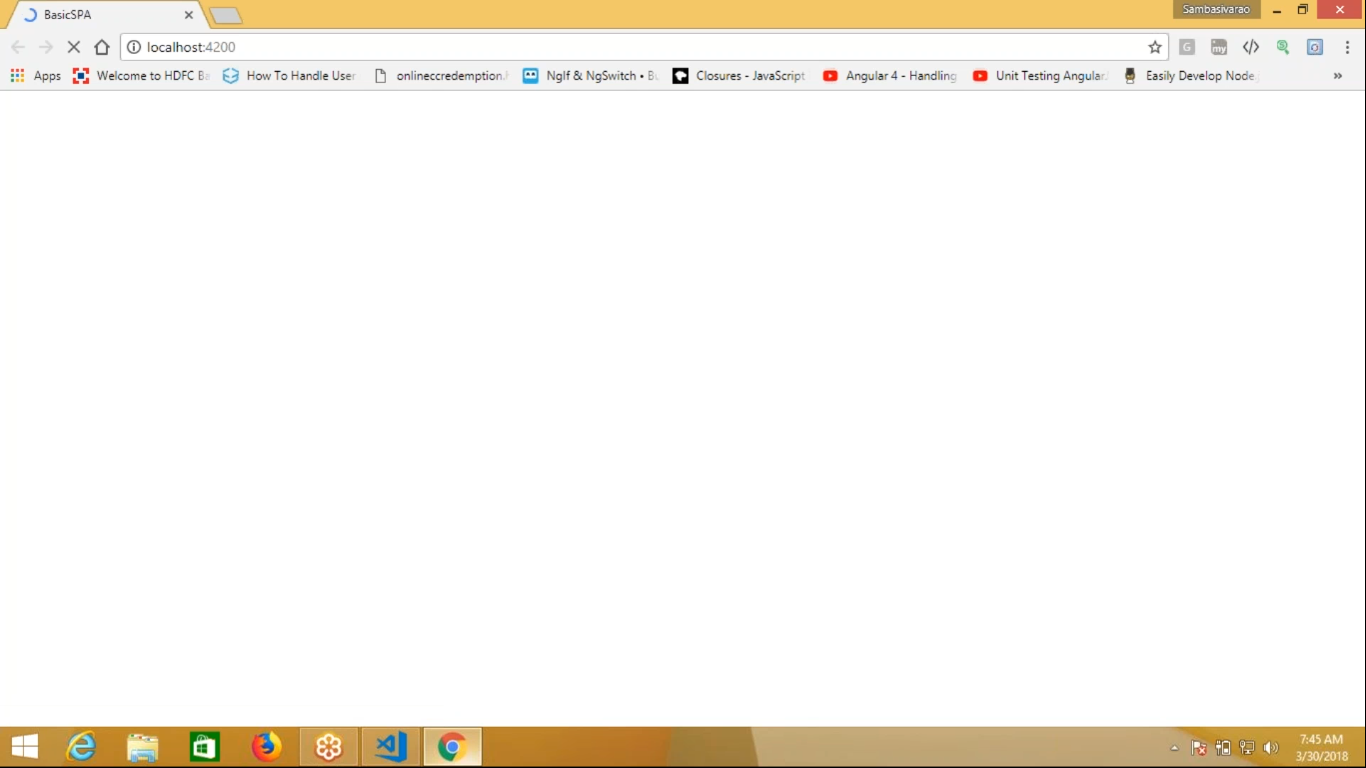 BasicSPA
Sambasivarao
localhost:4200
Apps Welcome to HDFC Ba How To Handle User onlineccredemption.h NgIf & NgSwitch • Bu Closures - JavaScript Angular 4 - Handling Unit Testing AngularJ Easily Develop Node.
7:45 AM
3/30/2018